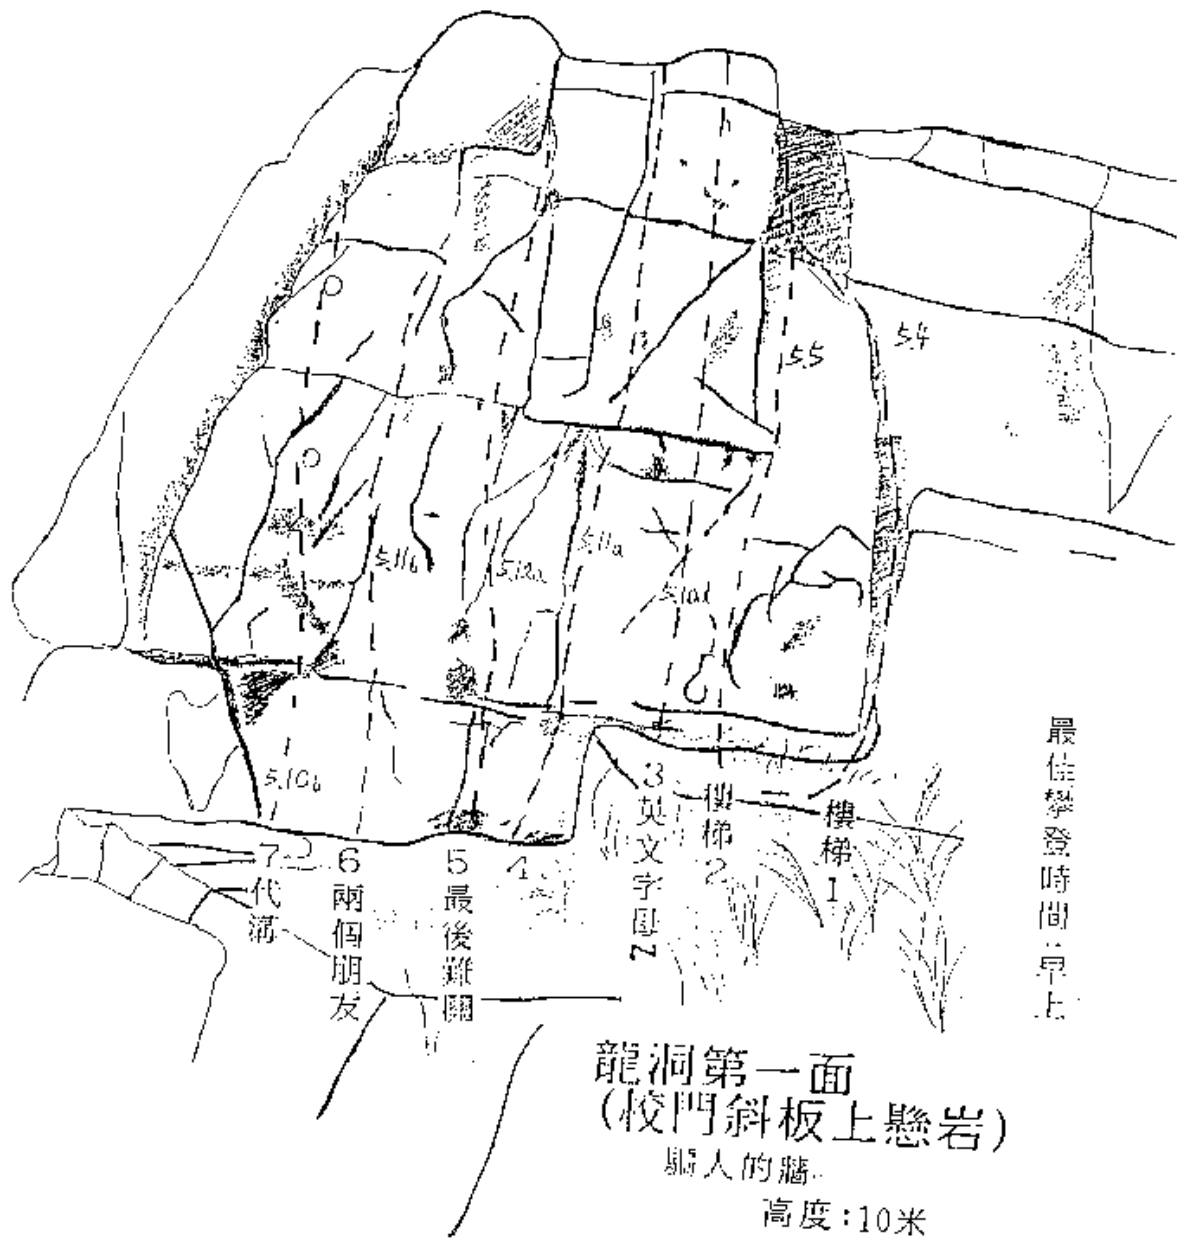 5.5
5.4
5.11b
5.12a
5.11a
5.10d
5.10b
7代溝
6兩個朋友
5最後難關
4
3英文字母Z
樓梯2
樓梯1
最佳攀登時間：早上
龍洞第一面
(校門斜板上懸岩)
騙人的牆
高度:10米